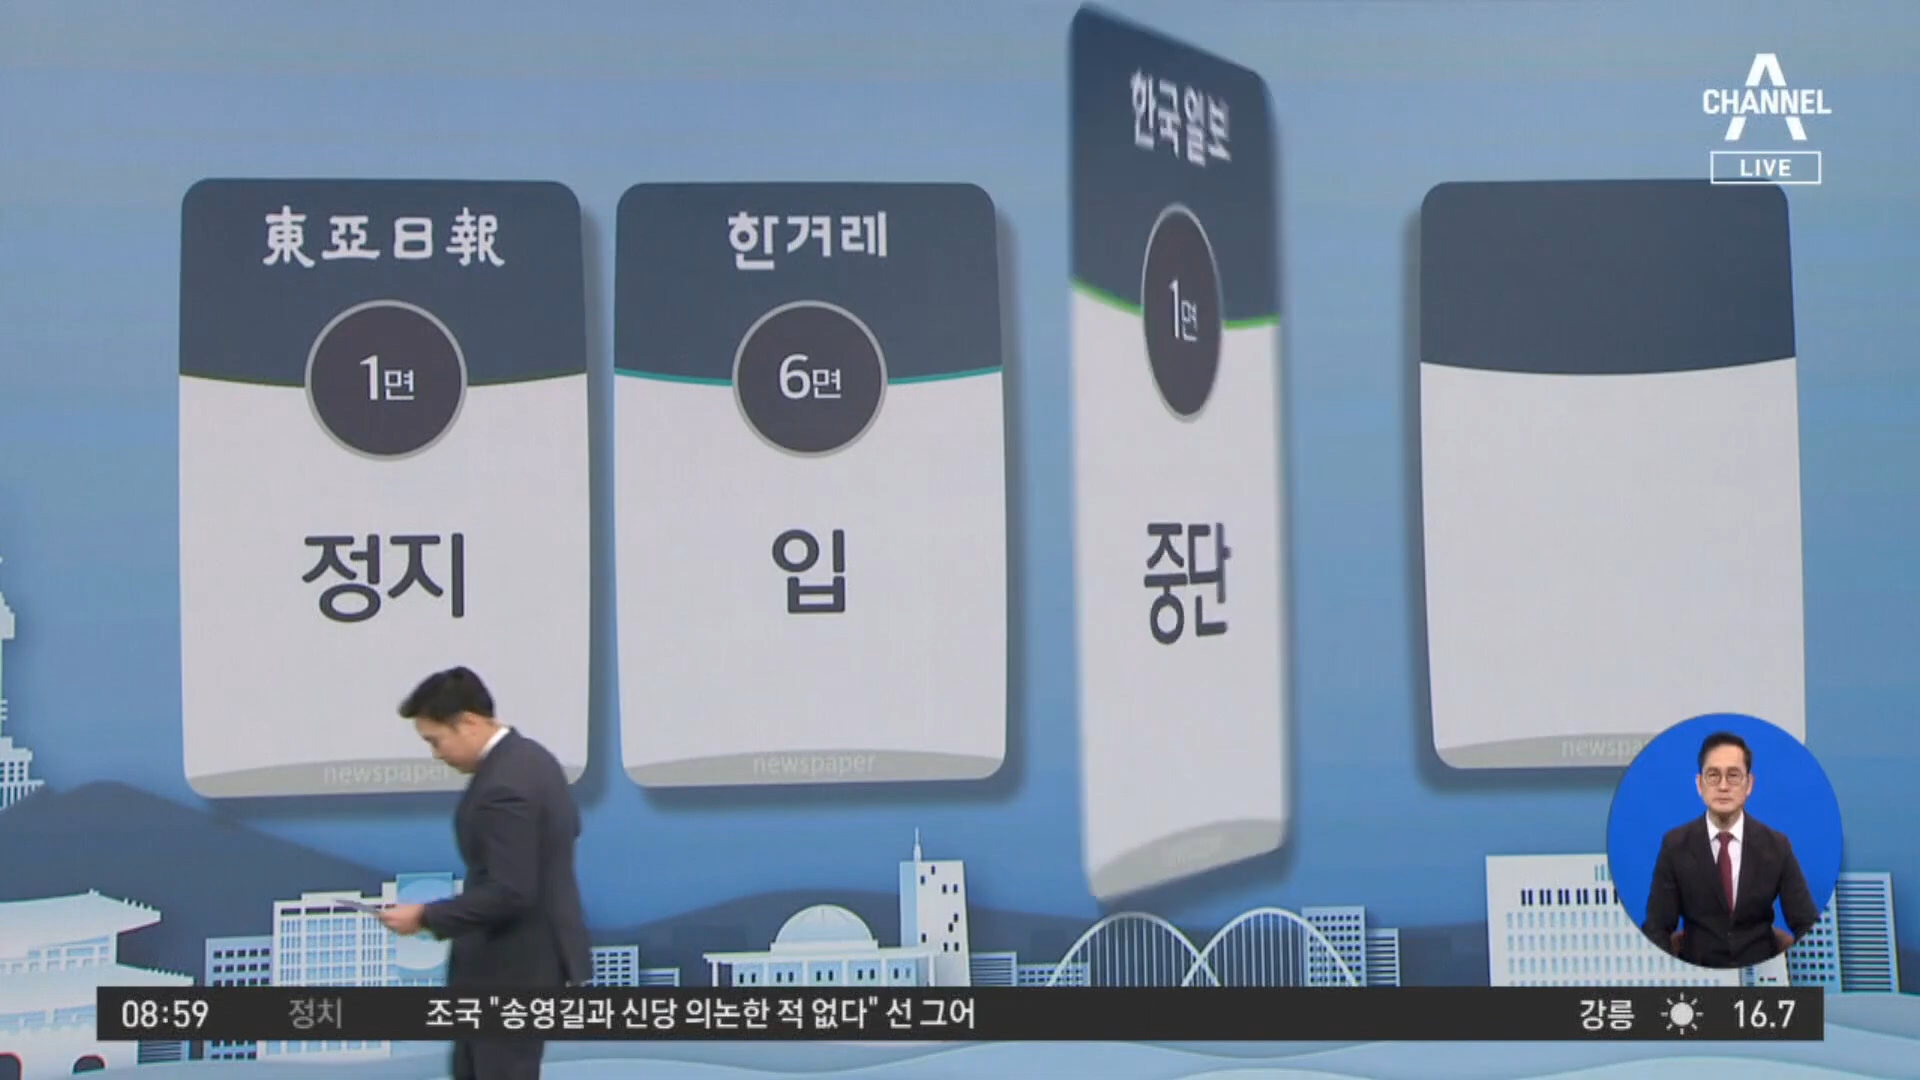 CHANNEL A
LIVE
東亞日報
1면
정지
newspaper
한겨레
6면
입
newspaper
한국일보
1면
중단
08:59 정치 조국 "송영길과 신당 의논한 적 없다" 선 그어 강릉 16.7